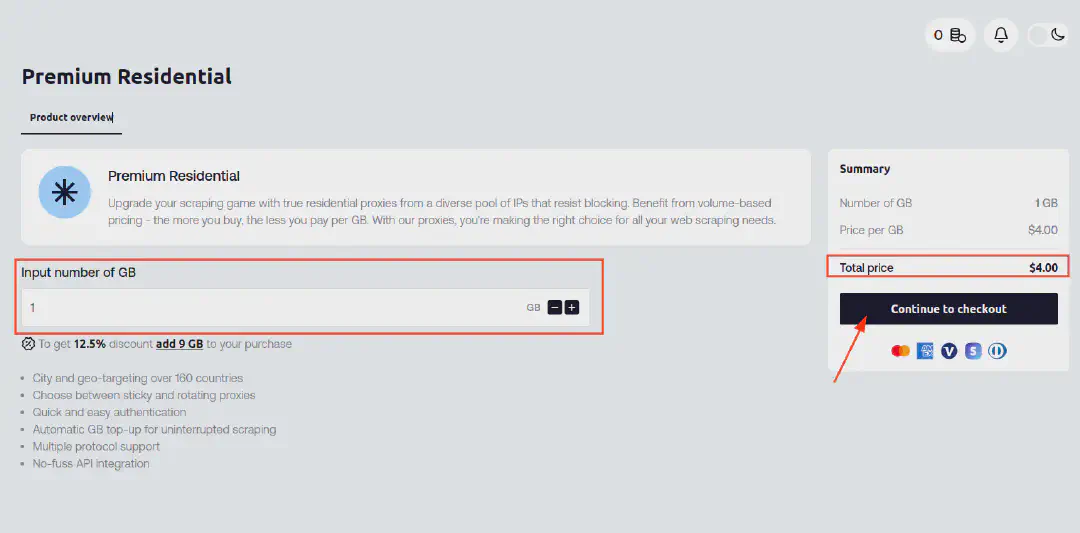 0
Premium Residential
Product overview
Premium Residential
Upgrade your scraping game with true residential proxies from a diverse pool of IPs that resist blocking. Benefit from volume-based
pricing - the more you buy, the less you pay per GB. With our proxies, you're making the right choice for all your web scraping needs.
Input number of GB
1 GB − +
To get 12.5% discount add 9 GB to your purchase
City and geo-targeting over 160 countries
Choose between sticky and rotating proxies
Quick and easy authentication
Automatic GB top-up for uninterrupted scraping
Multiple protocol support
No-fuss API integration
Summary
Number of GB 1 GB
Price per GB $4.00
Total price $4.00
Continue to checkout